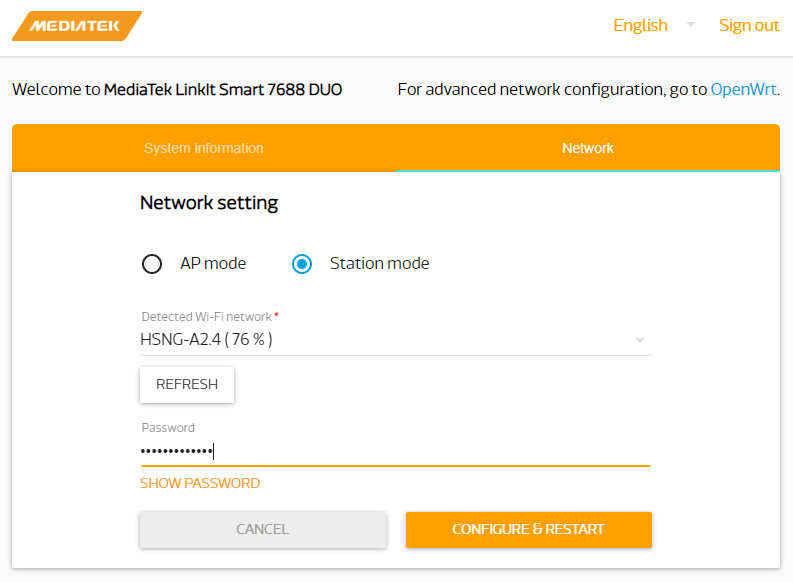 MEDIATEK
English Sign out
Welcome to MediaTek LinkIt Smart 7688 DUO For advanced network configuration, go to OpenWrt.
System information Network
Network setting
AP mode Station mode
Detected Wi-Fi network *
HSNG-A2.4 ( 76 % )
REFRESH
Password
•••••••••••••
SHOW PASSWORD
CANCEL CONFIGURE & RESTART